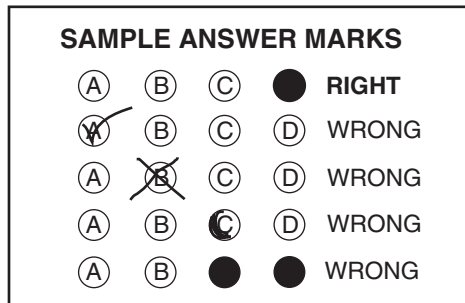 SAMPLE ANSWER MARKS
A B C RIGHT
A B C D WRONG
A B C D WRONG
A B C D WRONG
A B WRONG